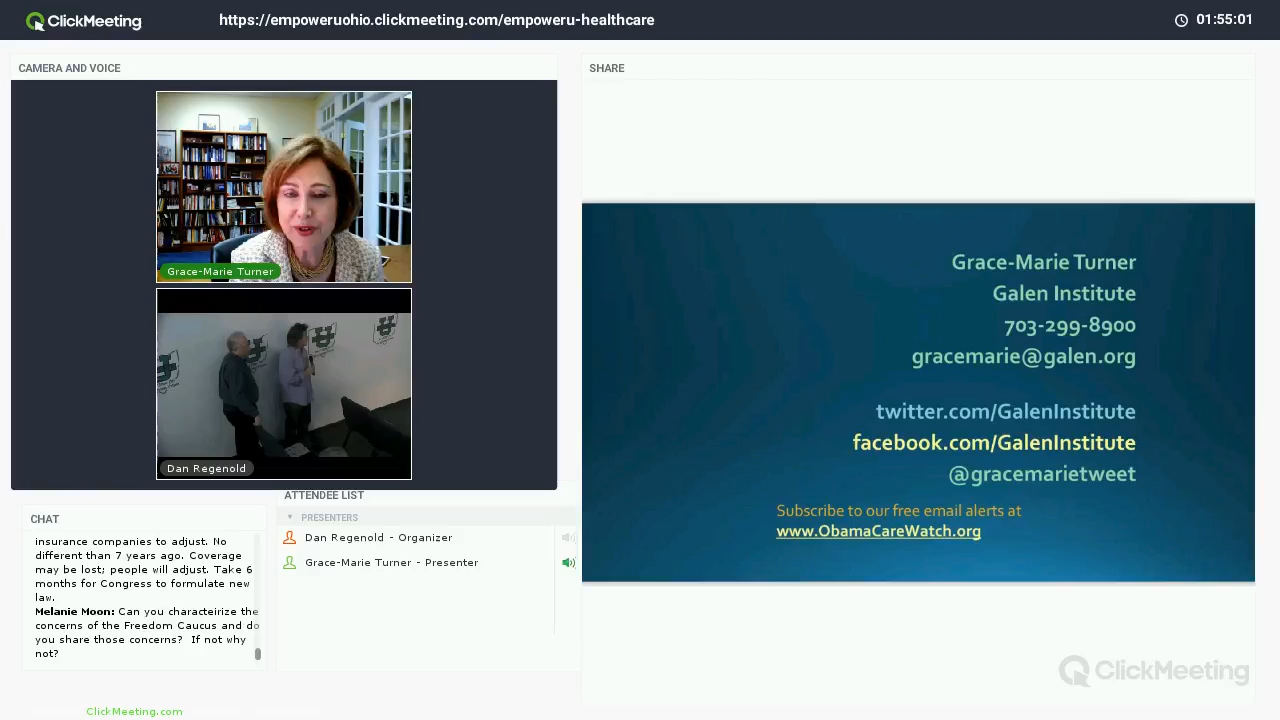 ClickMeeting
https://empoweruohio.clickmeeting.com/empoweru-healthcare
01:55:01
CAMERA AND VOICE
Grace-Marie Turner
Dan Regenold
CHAT
insurance companies to adjust. No
different than 7 years ago. Coverage
may be lost; people will adjust. Take 6
months for Congress to formulate new
law.
Melanie Moon: Can you characteirize the
concerns of the Freedom Caucus and do
you share those concerns? If not why
not?
ATTENDEE LIST
PRESENTERS
Dan Regenold - Organizer
Grace-Marie Turner - Presenter
ClickMeeting.com
SHARE
Grace-Marie Turner
Galen Institute
703-299-8900
gracemarie@galen.org
twitter.com/GalenInstitute
facebook.com/GalenInstitute
@gracemarietweet
Subscribe to our free email alerts at
www.ObamaCareWatch.org
ClickMeeting